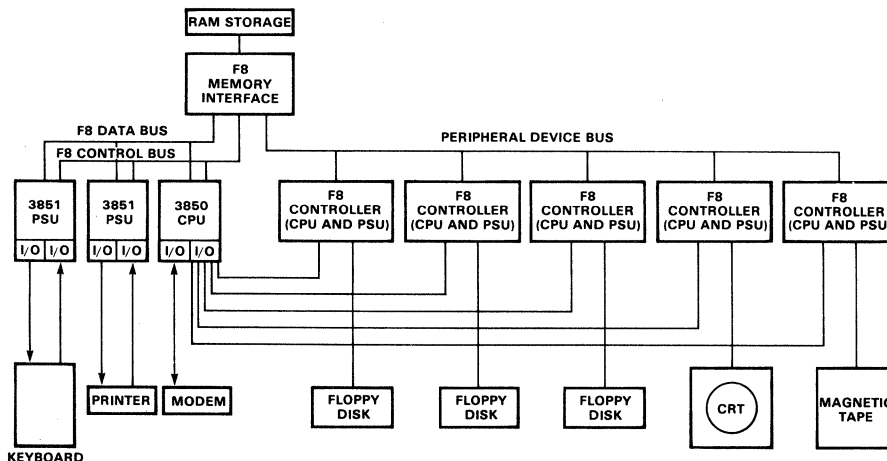 RAM STORAGE
F8
MEMORY
INTERFACE
F8 DATA BUS
F8 CONTROL BUS
PERIPHERAL DEVICE BUS
3851
PSU
I/O I/O
3851
PSU
I/O I/O
3850
CPU
I/O I/O
F8
CONTROLLER
(CPU AND PSU)
F8
CONTROLLER
(CPU AND PSU)
F8
CONTROLLER
(CPU AND PSU)
F8
CONTROLLER
(CPU AND PSU)
F8
CONTROLLER
(CPU AND PSU
KEYBOARD
PRINTER
MODEM
FLOPPY
DISK
FLOPPY
DISK
FLOPPY
DISK
CRT
MAGNETIC
TAPE